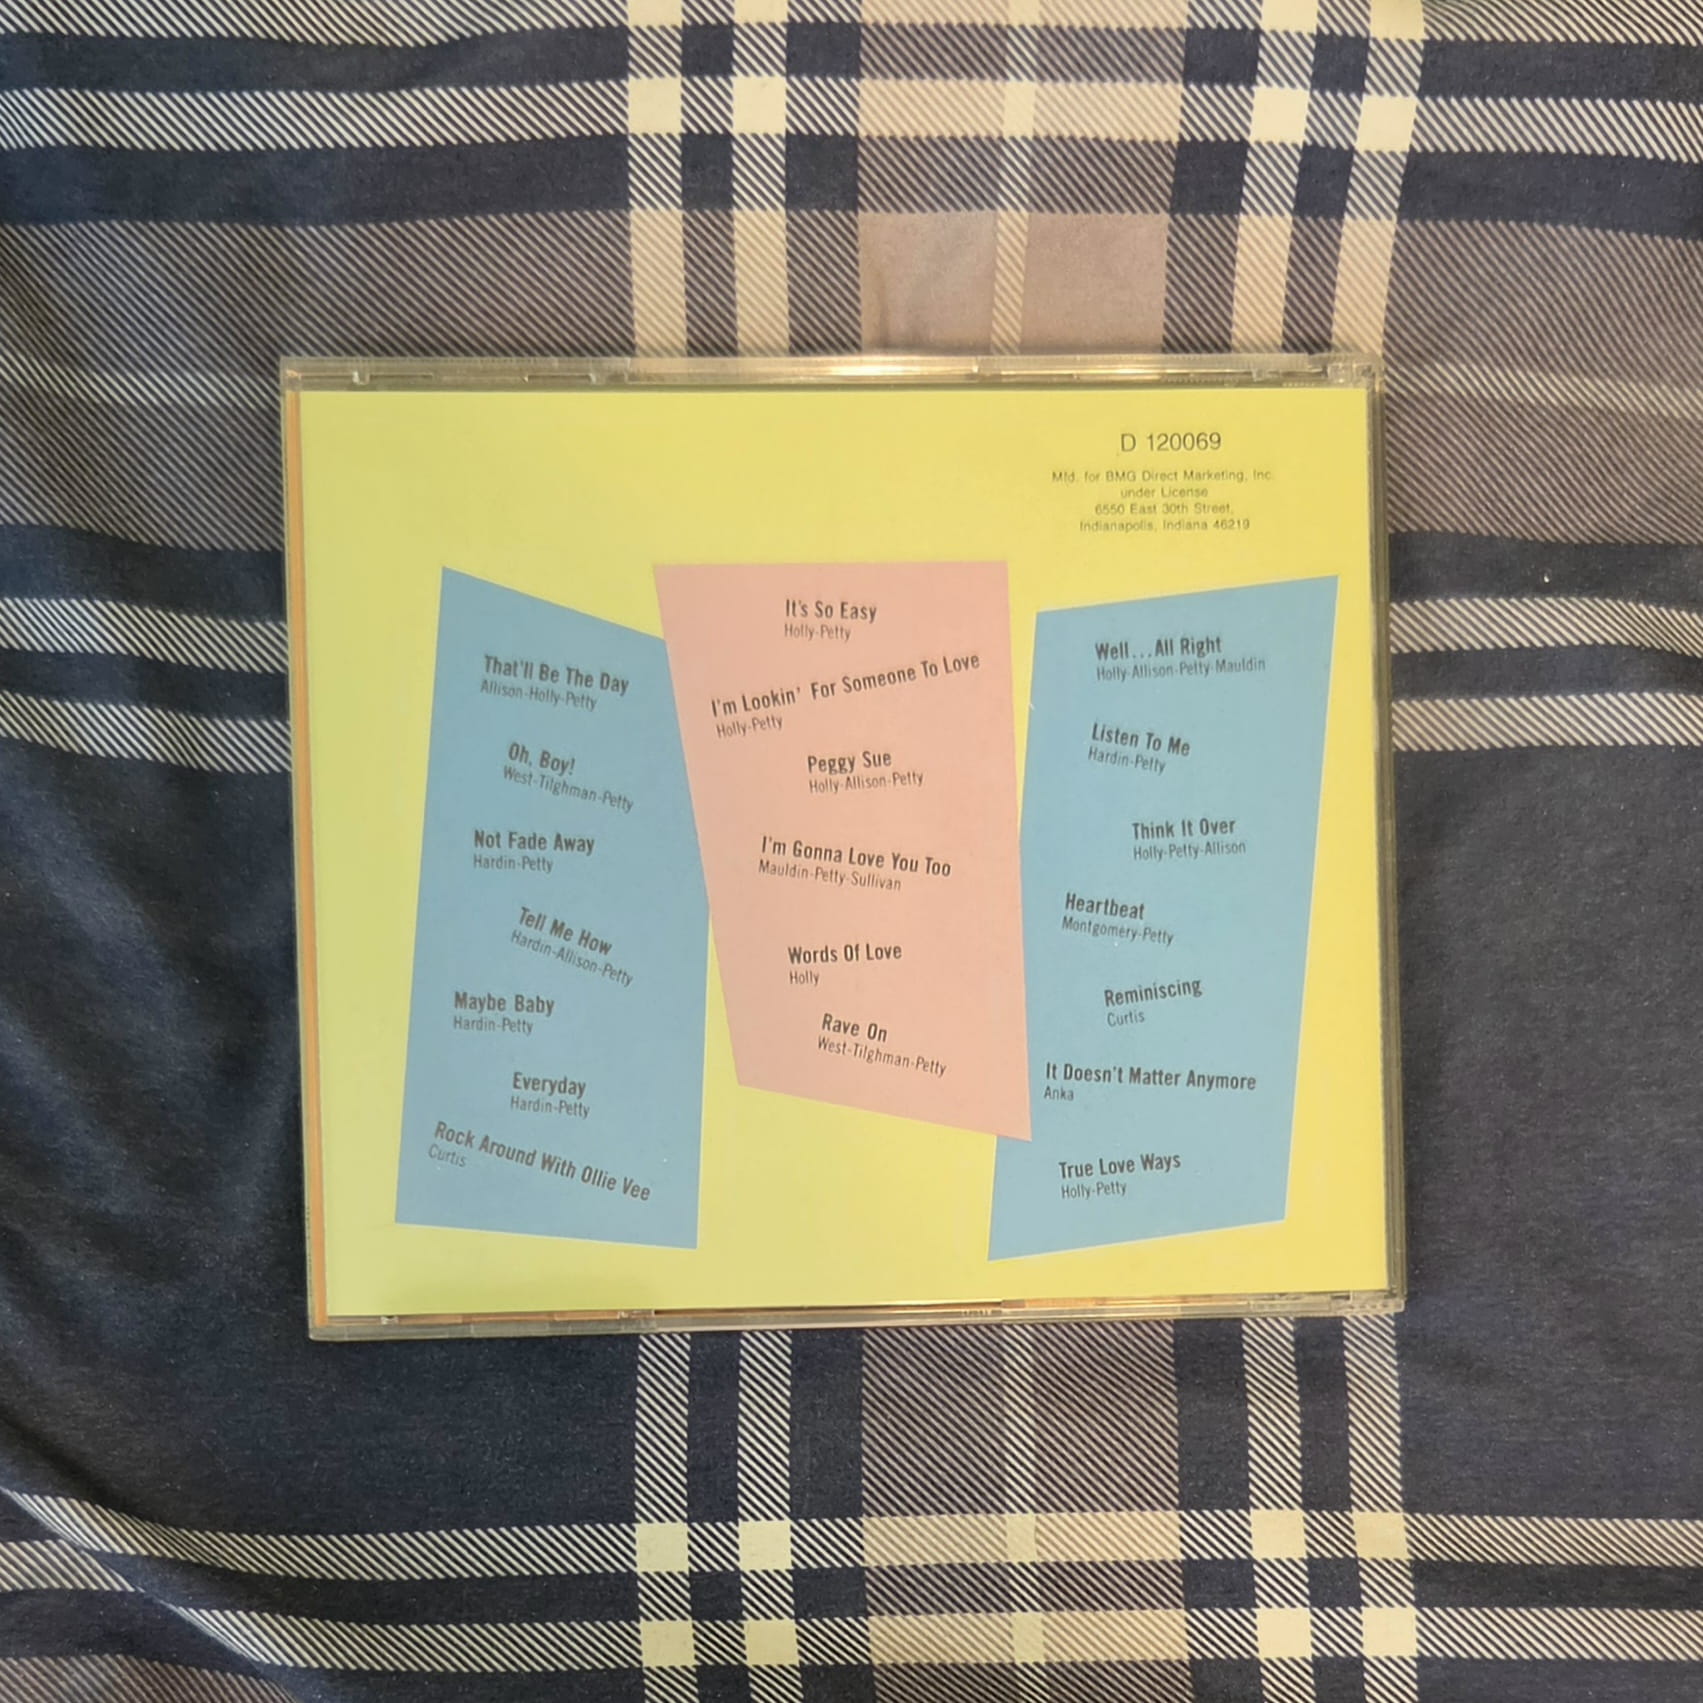 D 120069
Mfd. for BMG Direct Marketing, Inc.
under License
6550 East 30th Street,
Indianapolis, Indiana 46219
That'll Be The Day
Allison-Holly-Petty
Oh, Boy!
West-Tilghman-Petty
Not Fade Away
Hardin-Petty
Tell Me How
Hardin-Allison-Petty
Maybe Baby
Hardin-Petty
Everyday
Hardin-Petty
Rock Around With Ollie Vee
Curtis
It's So Easy
Holly-Petty
I'm Lookin' For Someone To Love
Holly-Petty
Peggy Sue
Holly-Allison-Petty
I'm Gonna Love You Too
Mauldin-Petty-Sullivan
Words Of Love
Holly
Rave On
West-Tilghman-Petty
Well...All Right
Holly-Allison-Petty-Mauldin
Listen To Me
Hardin-Petty
Think It Over
Holly-Petty-Allison
Heartbeat
Montgomery-Petty
Reminiscing
Curtis
It Doesn't Matter Anymore
Anka
True Love Ways
Holly-Petty